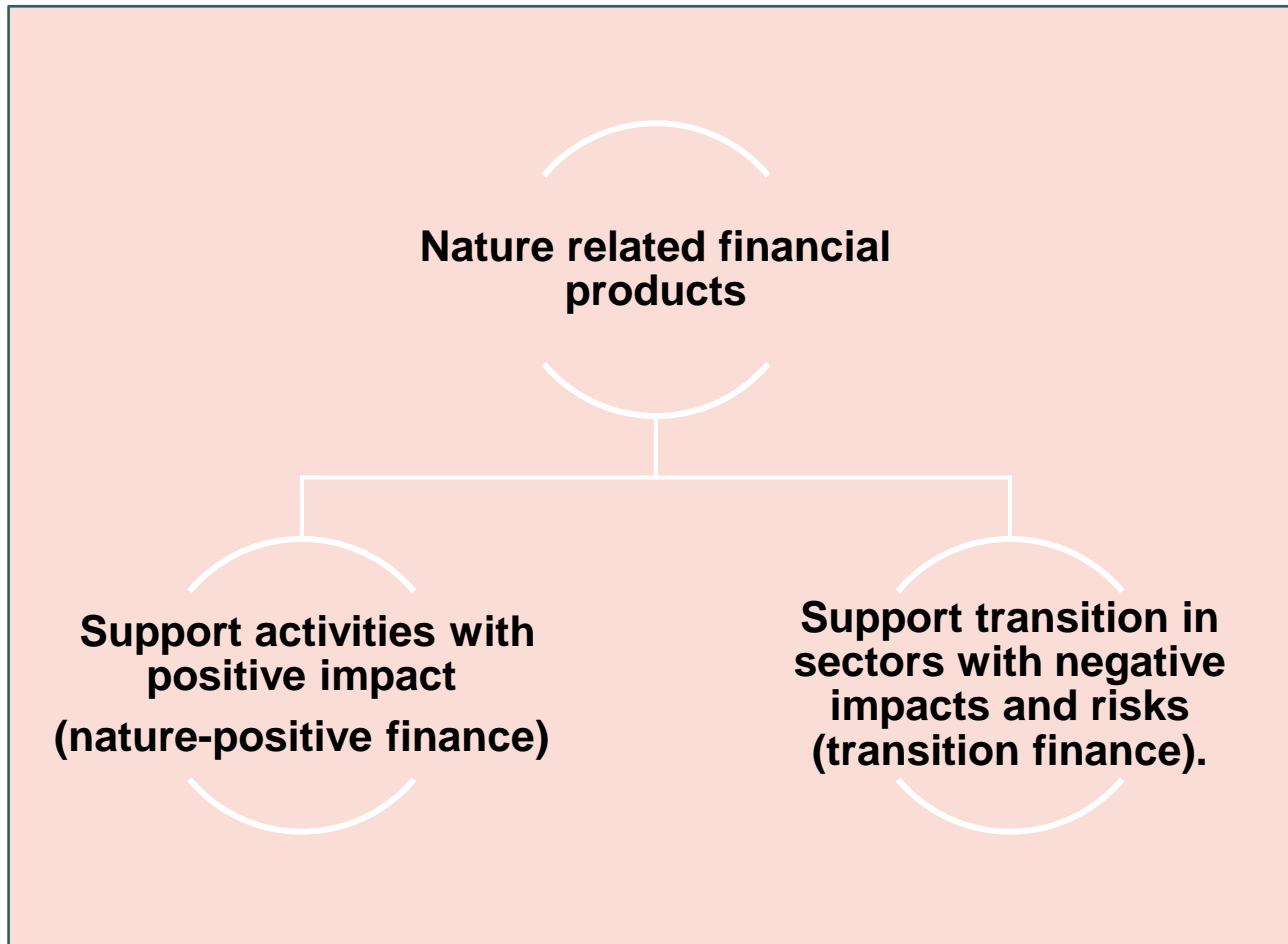 Nature related financial
products
Support activities with
positive impact
(nature-positive finance)
Support transition in
sectors with negative
impacts and risks
(transition finance).